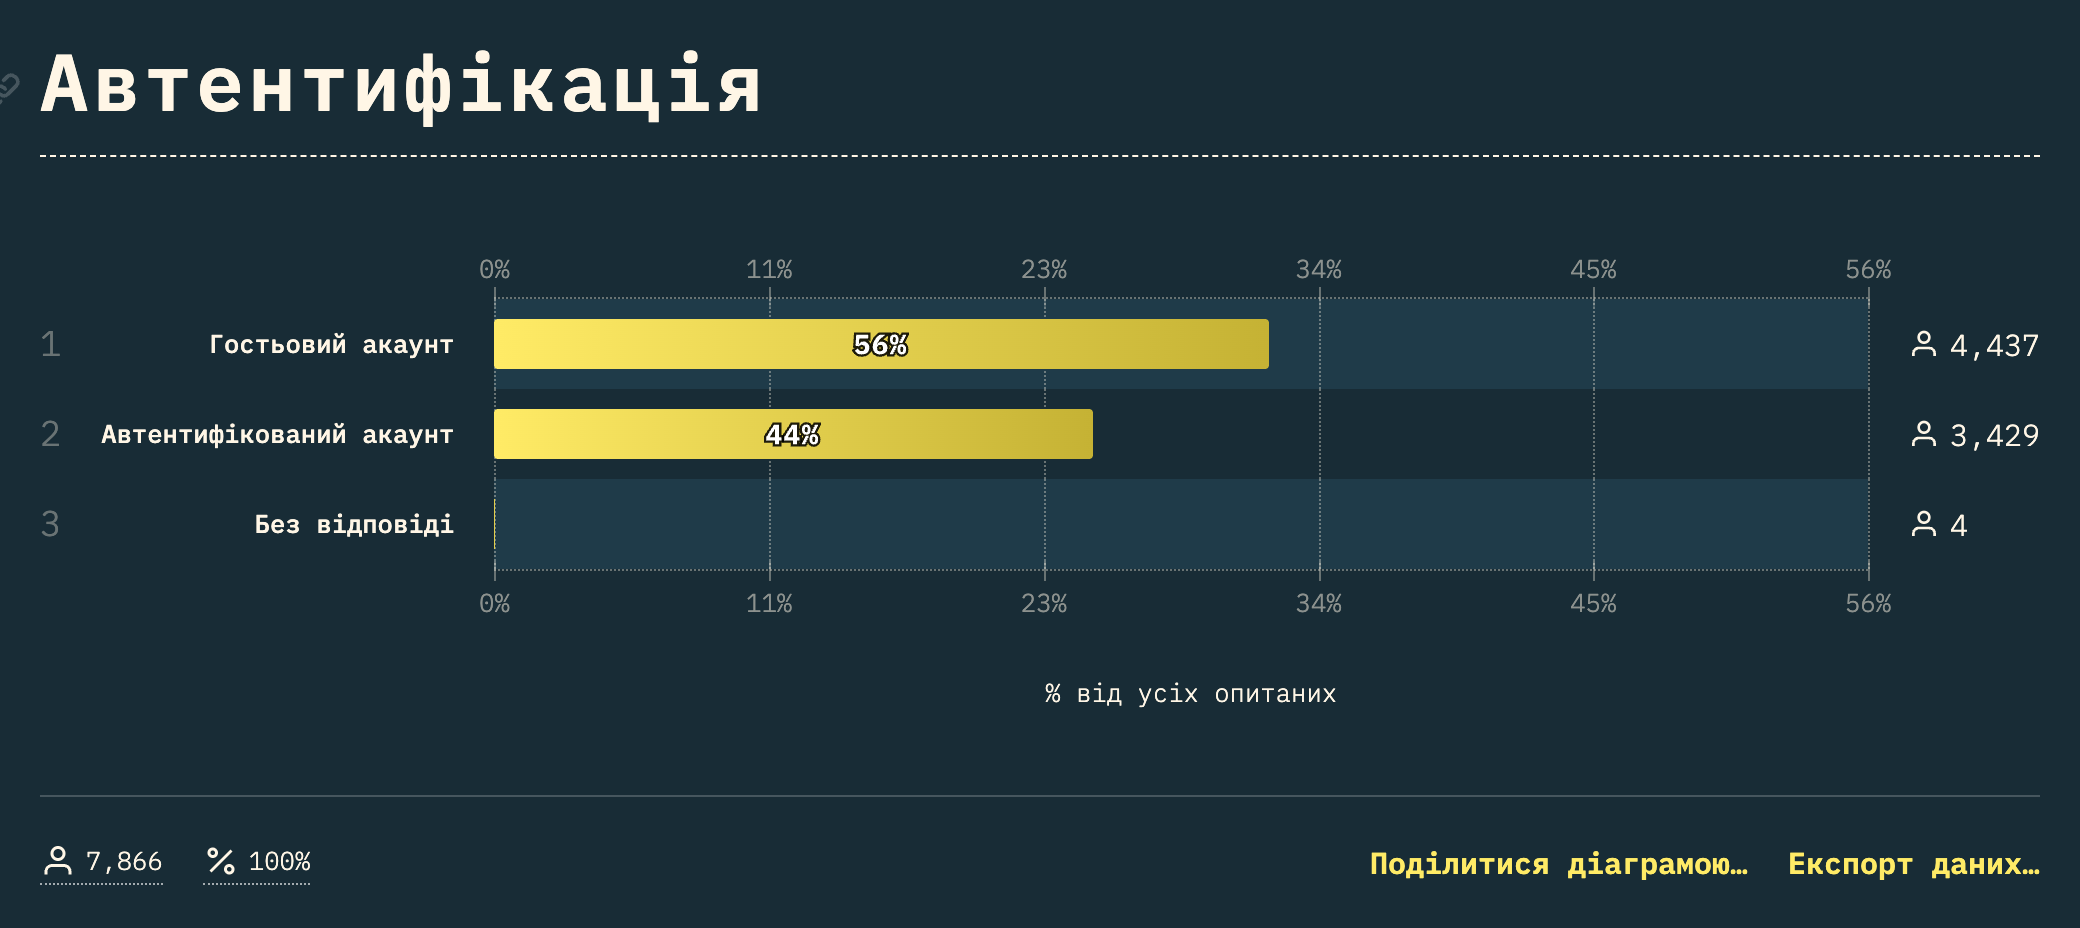 Автентифікація
0% 11% 23% 34% 45% 56%
1 Гостьовий акаунт 56% 4,437
2 Автентифікований акаунт 44% 3,429
3 Без відповіді 4
0% 11% 23% 34% 45% 56%
% від усіх опитаних
7,866 % 100% Поділитися діаграмою… Експорт даних…